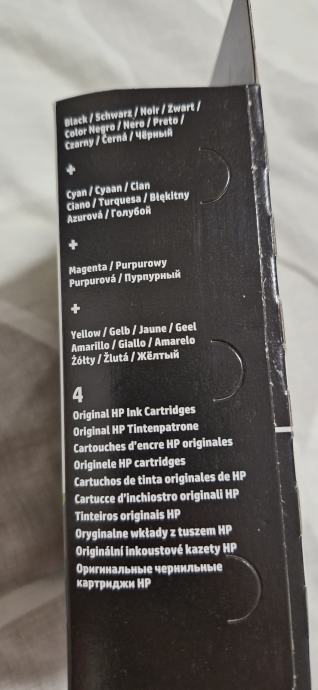 Black / Schwarz / Noir / Zwart /
Color Negro / Nero / Preto /
Czarny / Černá / Чёрный
+
Cyan / Cyaan / Cian
Ciano / Turquesa / Błękitny
Azurová / Голубой
+
Magenta / Purpurowy
Purpurová / Пурпурный
+
Yellow / Gelb / Jaune / Geel
Amarillo / Giallo / Amarelo
Żółty / Žlutá / Жёлтый
4
Original HP Ink Cartridges
Original HP Tintenpatrone
Cartouches d'encre HP originales
Originele HP cartridges
Cartuchos de tinta originales de HP
Cartucce d'inchiostro originali HP
Tinteiros originais HP
Oryginalne wkłady z tuszem HP
Originální inkoustové kazety HP
Оригинальные чернильные
картриджи HP